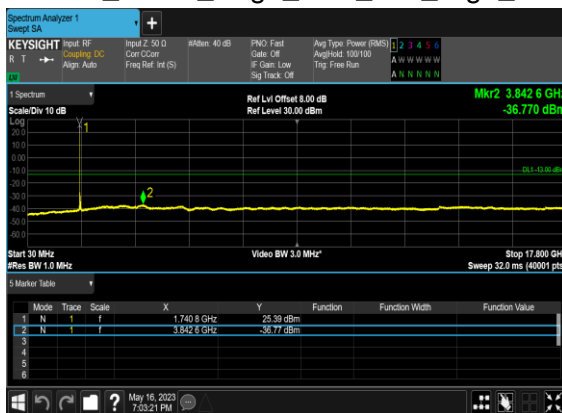 Spectrum Analyzer 1
Swept SA
+
KEYSIGHT
R T
LXI
Input: RF
Coupling: DC
Align: Auto
Input Z: 50 Ω
Corr CCorr
Freq Ref: Int (S)
#Atten: 40 dB
PNO: Fast
Gate: Off
IF Gain: Low
Sig Track: Off
Avg Type: Power (RMS)
Avg|Hold: 100/100
Trig: Free Run
1 2 3 4 5 6
A W W W W W
A N N N N N
1 Spectrum
Scale/Div 10 dB
Ref Lvl Offset 8.00 dB
Ref Level 30.00 dBm
Mkr2 3.842 6 GHz
-36.770 dBm
Log
20.0
10.0
0.00
-10.0
-20.0
-30.0
-40.0
-50.0
-60.0
1
2
DL1 -13.00 dBm
Start 30 MHz
#Res BW 1.0 MHz
Video BW 3.0 MHz*
Stop 17.800 GHz
Sweep 32.0 ms (40001 pts)
5 Marker Table
Mode Trace Scale X Y Function Function Width Function Value
1 N 1 f 1.740 8 GHz 25.39 dBm
2 N 1 f 3.842 6 GHz -36.77 dBm
3
4
5
6
?
May 16, 2023
7:03:21 PM